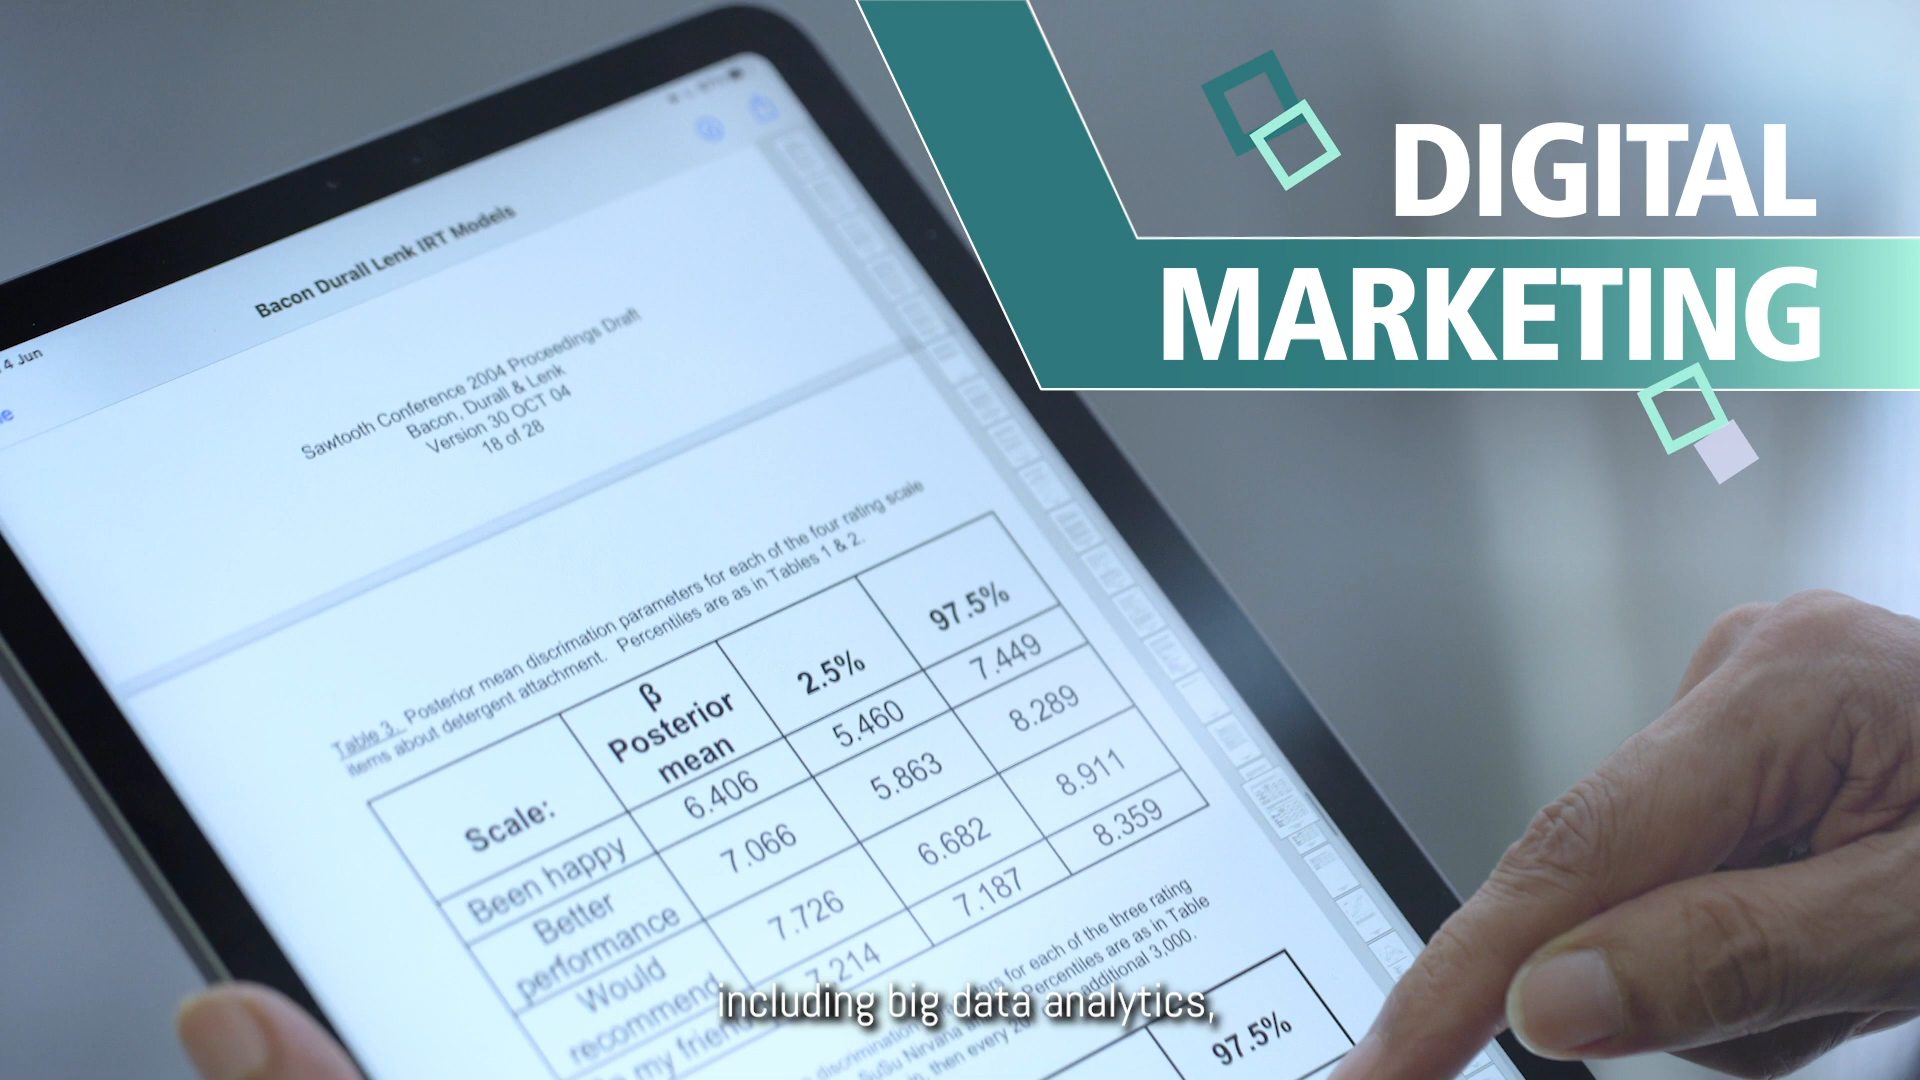 DIGITAL
MARKETING
4 Jun
Bacon Durall Lenk IRT Models
Sawtooth Conference 2004 Proceedings Draft
Bacon, Durall & Lenk
Version 30 OCT 04
18 of 28
Table 3. Posterior mean discrimation parameters for each of the four rating scale
items about detergent attachment. Percentiles are as in Tables 1 & 2.
Scale: β Posterior mean 2.5% 97.5%
Been happy 6.406 5.460 7.449
Better performance 7.066 5.863 8.289
Would recommend 7.726 6.682 8.911
my 7.214 7.187 8.359
for each of the three rating
Percentiles are as in Table
then every additional 3,000.
97.5%
including big data analytics,